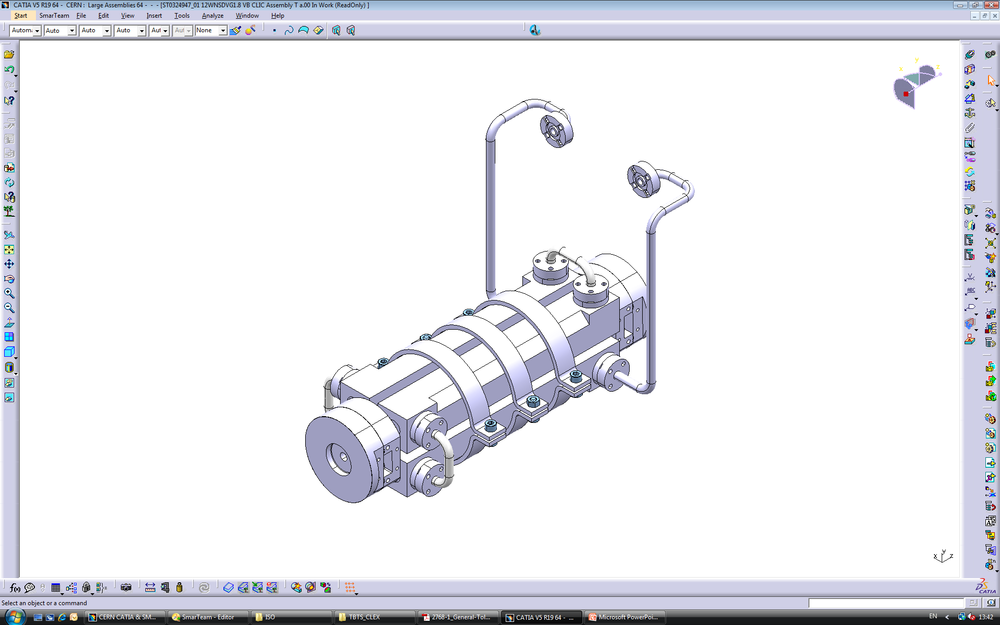 CATIA V5 R19 64 - CERN : Large Assemblies 64 - - - [ST0324947_01 12WNSDVG1.8 VB CLIC Assembly T a.00 In Work (ReadOnly) ]
Start SmarTeam File Edit View Insert Tools Analyze Window Help
Autom Auto Auto Auto Aut Aut None
x y z
ABC
x y z
f(x)
CATIA
Select an object or a command
CERN CATIA & SM... SmarTeam - Editor ISO TBTS_CLEX 2768-1_General-Tol... CATIA V5 R19 64 - ... Microsoft PowerPoi... EN < 13:42